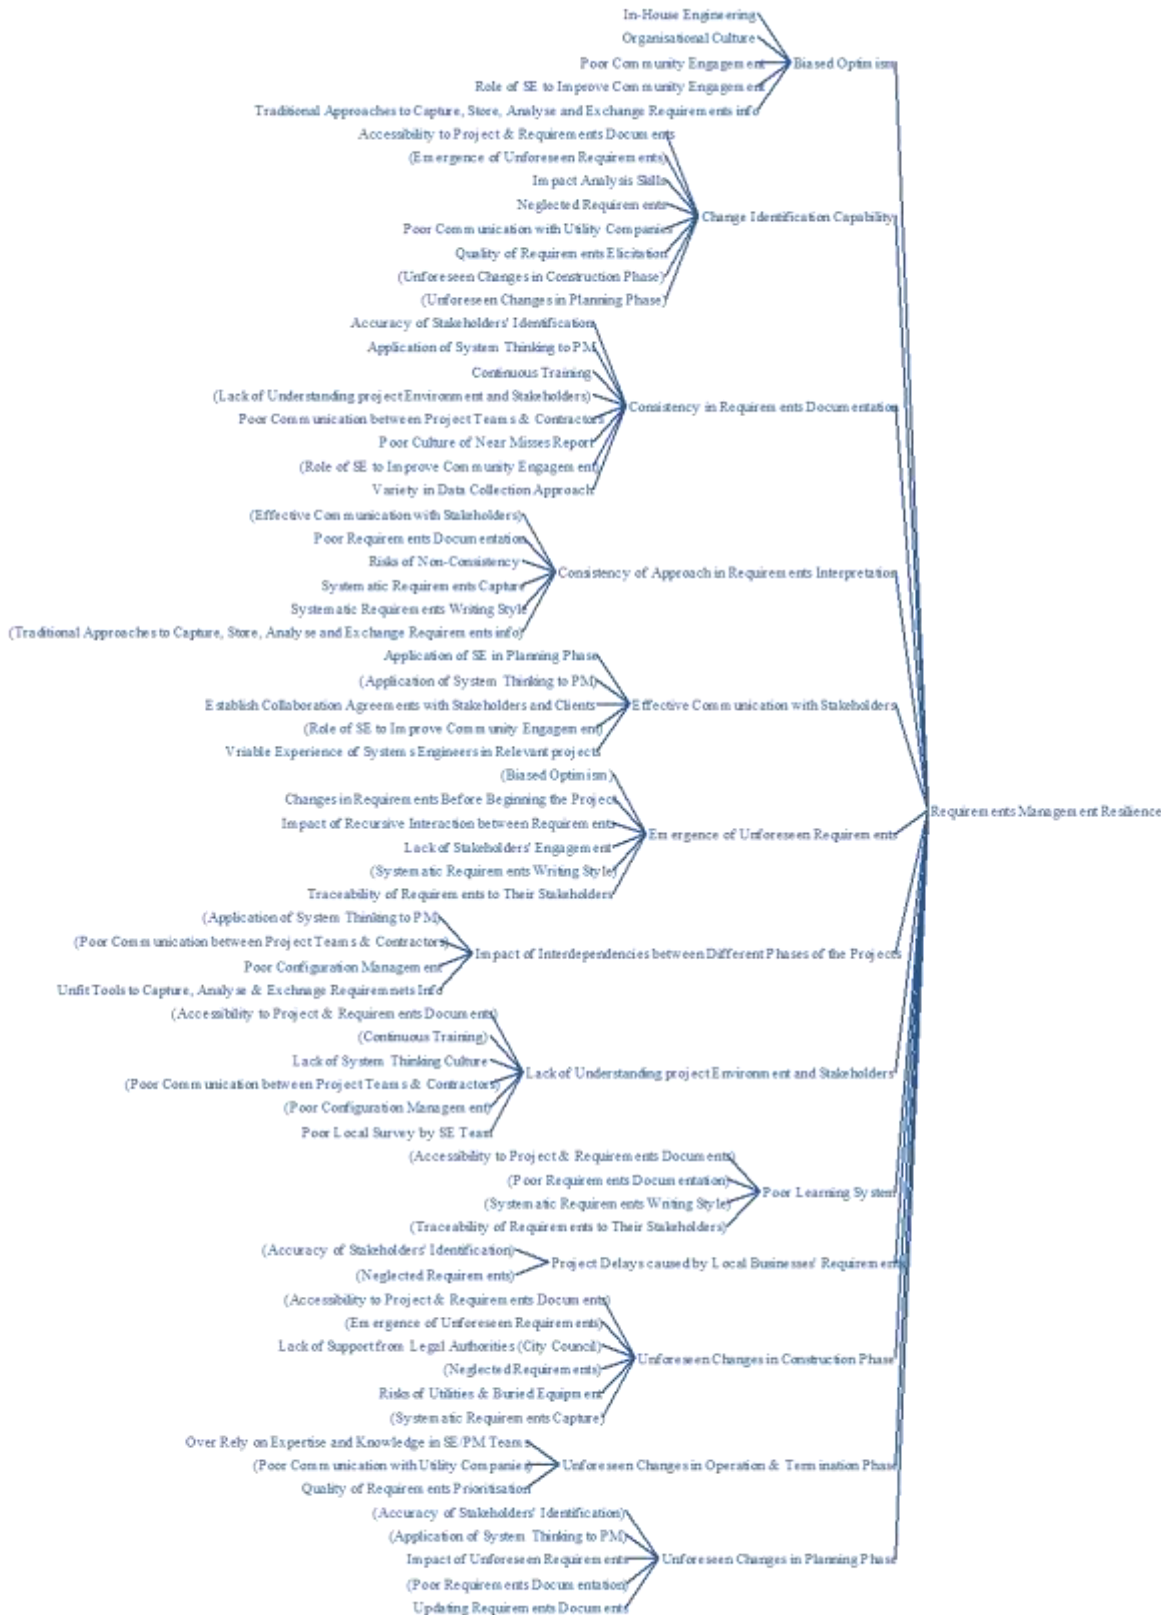 In-House Engineering
Organisational Culture
Poor Community Engagement
Biased Optimism
Role of SE to Improve Community Engagement
Traditional Approaches to Capture, Store, Analyse and Exchange Requirements info
Accessibility to Project & Requirements Documents
(Emergence of Unforeseen Requirements)
Impact Analysis Skills
Neglected Requirements
Change Identification Capability
Poor Communication with Utility Companies
Quality of Requirements Elicitation
(Unforeseen Changes in Construction Phase)
(Unforeseen Changes in Planning Phase)
Accuracy of Stakeholders' Identification
Application of System Thinking to PM
Continuous Training
(Lack of Understanding project Environment and Stakeholders)
Consistency in Requirements Documentation
Poor Communication between Project Teams & Contractors
Poor Culture of Near Misses Report
(Role of SE to Improve Community Engagement)
Variety in Data Collection Approach
(Effective Communication with Stakeholders)
Poor Requirements Documentation
Risks of Non-Consistency
Consistency of Approach in Requirements Interpretation
Systematic Requirements Capture
Systematic Requirements Writing Style
(Traditional Approaches to Capture, Store, Analyse and Exchange Requirements info)
Application of SE in Planning Phase
(Application of System Thinking to PM)
Establish Collaboration Agreements with Stakeholders and Clients
Effective Communication with Stakeholders
(Role of SE to Improve Community Engagement)
Vriable Experience of Systems Engineers in Relevant projects
(Biased Optimism)
Changes in Requirements Before Beginning the Project
Requirements Management Resilience
Impact of Recursive Interaction between Requirements
Emergence of Unforeseen Requirements
Lack of Stakeholders' Engagement
(Systematic Requirements Writing Style)
Traceability of Requirements to Their Stakeholders
(Application of System Thinking to PM)
(Poor Communication between Project Teams & Contractors)
Impact of Interdependencies between Different Phases of the Projects
Poor Configuration Management
Unfit Tools to Capture, Analyse & Exchnage Requiremnets Info
(Accessibility to Project & Requirements Documents)
(Continuous Training)
Lack of System Thinking Culture
Lack of Understanding project Environment and Stakeholders
(Poor Communication between Project Teams & Contractors)
(Poor Configuration Management)
Poor Local Survey by SE Team
(Accessibility to Project & Requirements Documents)
(Poor Requirements Documentation)
Poor Learning System
(Systematic Requirements Writing Style)
(Traceability of Requirements to Their Stakeholders)
(Accuracy of Stakeholders' Identification)
Project Delays caused by Local Businesses' Requirements
(Neglected Requirements)
(Accessibility to Project & Requirements Documents)
(Emergence of Unforeseen Requirements)
Lack of Support from Legal Authorities (City Council)
Unforeseen Changes in Construction Phase
(Neglected Requirements)
Risks of Utilities & Buried Equipment
(Systematic Requirements Capture)
Over Rely on Expertise and Knowledge in SE/PM Teams
(Poor Communication with Utility Companies)
Unforeseen Changes in Operation & Termination Phase
Quality of Requirements Prioritisation
(Accuracy of Stakeholders' Identification)
(Application of System Thinking to PM)
Impact of Unforeseen Requirements
Unforeseen Changes in Planning Phase
(Poor Requirements Documentation)
Updating Requirements Documents